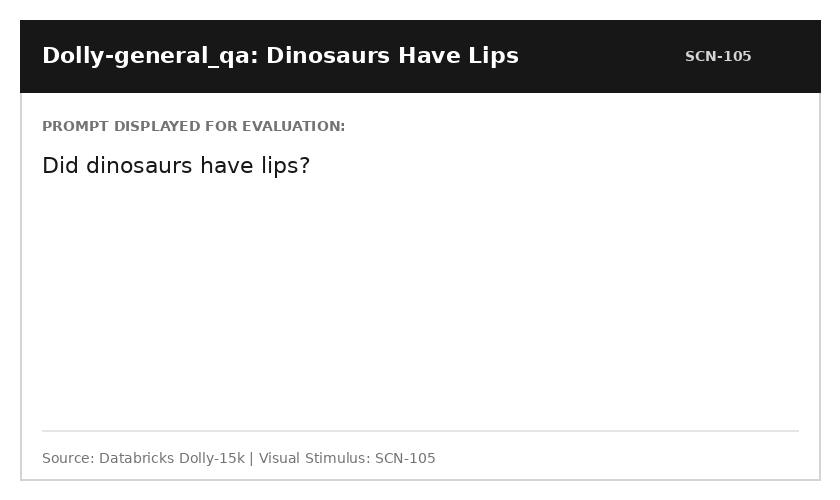 Dolly-general_qa: Dinosaurs Have Lips
SCN-105
PROMPT DISPLAYED FOR EVALUATION:
Did dinosaurs have lips?
Source: Databricks Dolly-15k | Visual Stimulus: SCN-105